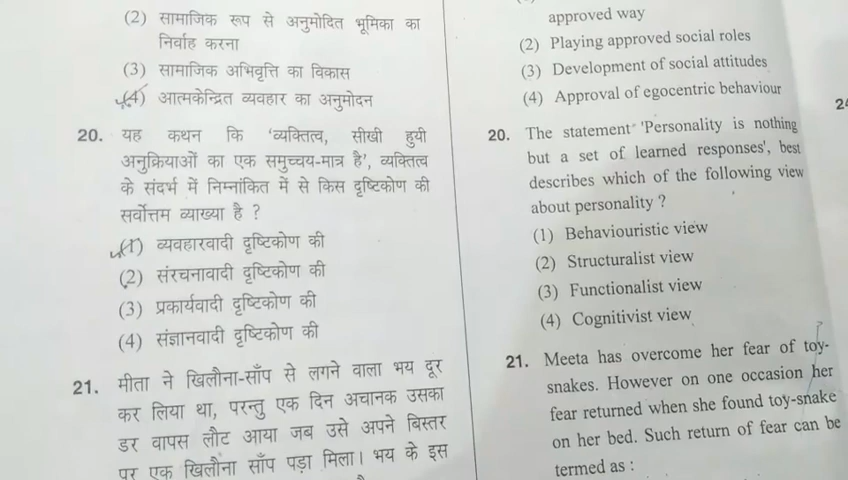 (2) सामाजिक रूप से अनुमोदित भूमिका का
निर्वाह करना
(3) सामाजिक अभिवृत्ति का विकास
(4) आत्मकेन्द्रित व्यवहार का अनुमोदन
20. यह कथन कि 'व्यक्तित्व, सीखी हुयी
अनुक्रियाओं का एक समुच्चय-मात्र है', व्यक्तित्व
के संदर्भ में निम्नांकित में से किस दृष्टिकोण की
सर्वोत्तम व्याख्या है ?
(1) व्यवहारवादी दृष्टिकोण की
(2) संरचनावादी दृष्टिकोण की
(3) प्रकार्यवादी दृष्टिकोण की
(4) संज्ञानवादी दृष्टिकोण की
21. मीता ने खिलौना-साँप से लगने वाला भय दूर
कर लिया था, परन्तु एक दिन अचानक उसका
डर वापस लौट आया जब उसे अपने बिस्तर
पर एक खिलौना साँप पड़ा मिला। भय के इस
approved way
(2) Playing approved social roles
(3) Development of social attitudes
(4) Approval of egocentric behaviour
20. The statement 'Personality is nothing
but a set of learned responses', best
describes which of the following view
about personality ?
(1) Behaviouristic view
(2) Structuralist view
(3) Functionalist view
(4) Cognitivist view
21. Meeta has overcome her fear of toy-
snakes. However on one occasion her
fear returned when she found toy-snake
on her bed. Such return of fear can be
termed as :